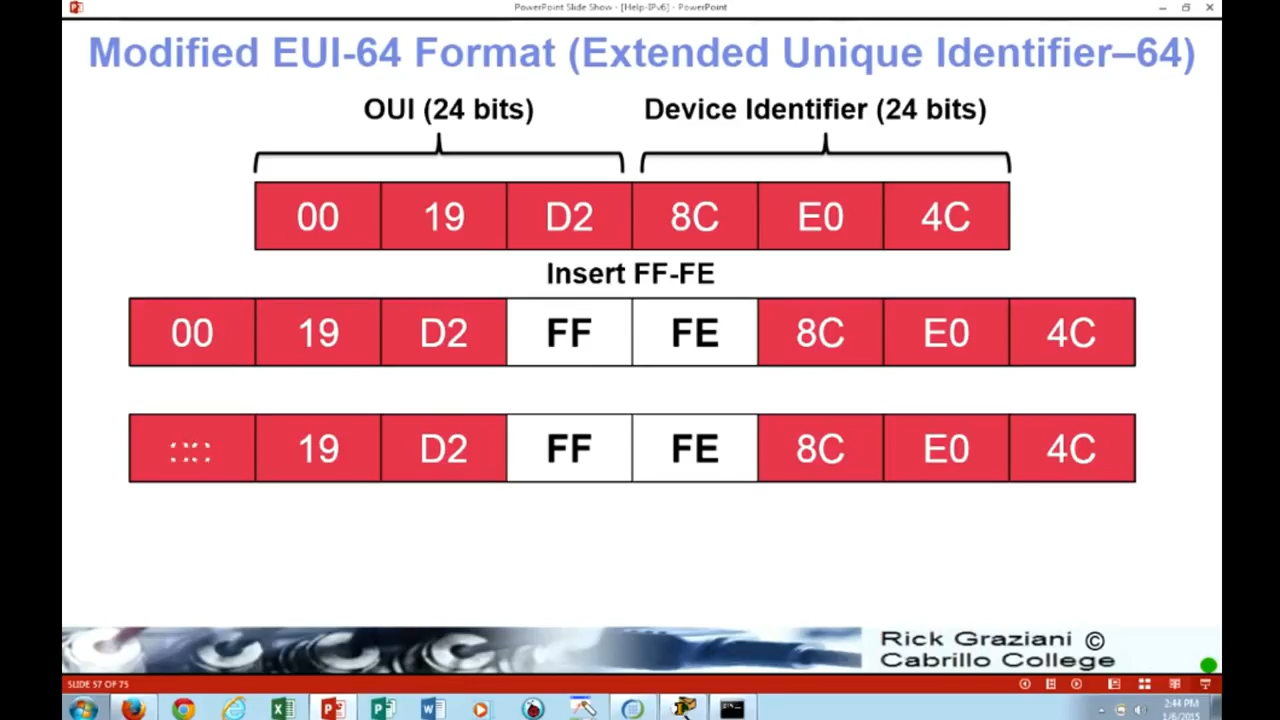 PowerPoint Slide Show - [Help-IPv6] - PowerPoint
Modified EUI-64 Format (Extended Unique Identifier–64)
OUI (24 bits) Device Identifier (24 bits)
00 19 D2 8C E0 4C
Insert FF-FE
00 19 D2 FF FE 8C E0 4C
19 D2 FF FE 8C E0 4C
Rick Graziani ©
Cabrillo College
SLIDE 57 OF 75
2:44 PM
1/6/2015